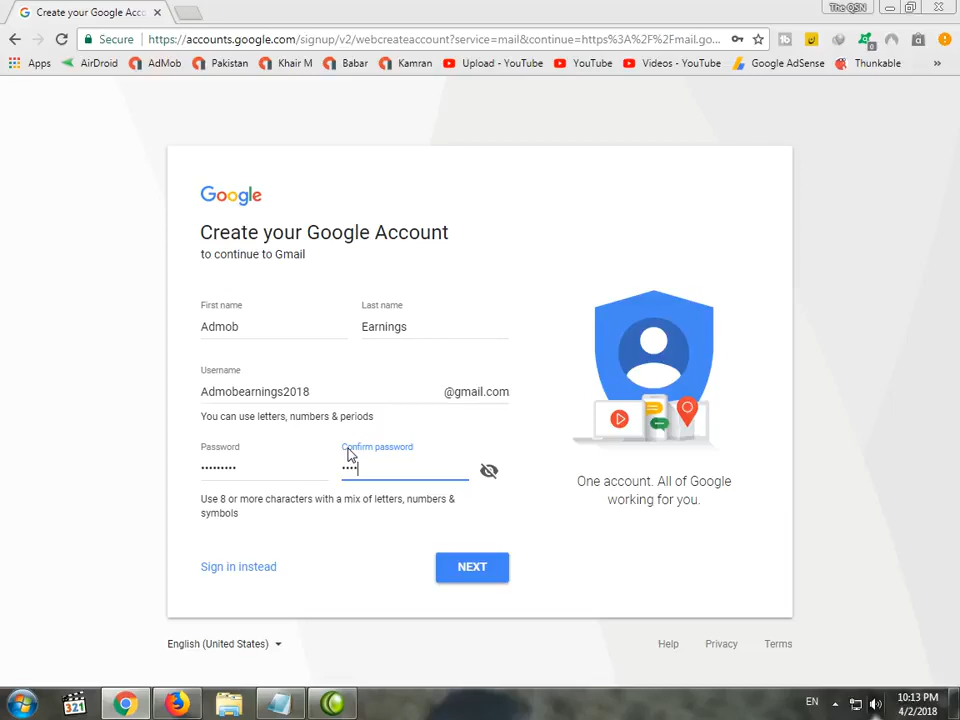 Create your Google Acco
The QSN
Secure
https://accounts.google.com/signup/v2/webcreateaccount?service=mail&continue=https%3A%2F%2Fmail.go...
Apps
AirDroid
AdMob
Pakistan
Khair M
Babar
Kamran
Upload - YouTube
YouTube
Videos - YouTube
Google AdSense
Thunkable
»
Google
Create your Google Account
to continue to Gmail
First name
Last name
Admob
Earnings
Username
Admobearnings2018
@gmail.com
You can use letters, numbers & periods
Password
Confirm password
•••••••••
••••
Use 8 or more characters with a mix of letters, numbers &
symbols
One account. All of Google
working for you.
Sign in instead
NEXT
English (United States)
Help
Privacy
Terms
321
EN
10:13 PM
4/2/2018